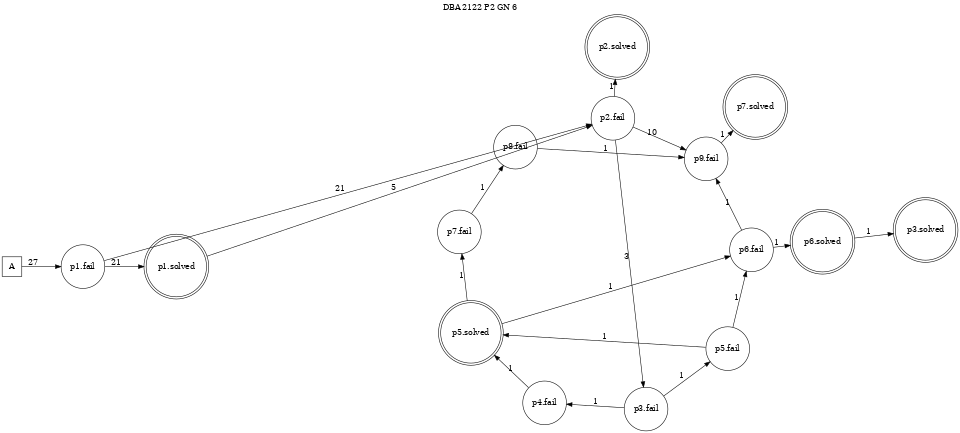 DBA2122 P2 GN 6
p2.solved
1
p2.fail
p7.solved
10
1
p8.fail
1
p9.fail
21
5
1
1
p7.fail
p6.fail
1
p6.solved
1
p3.solved
A
27
p1.fail
21
p1.solved
3
1
1
1
p5.solved
1
p5.fail
1
1
p4.fail
1
p3.fail